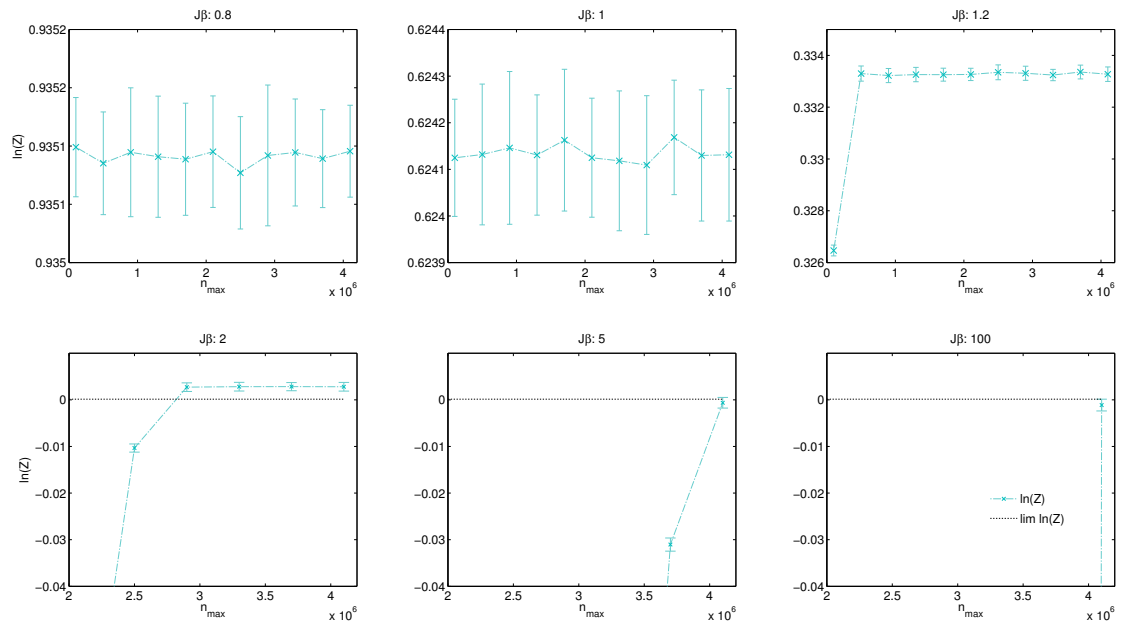 Jβ: 0.8
0.9352
0.9352
0.9351
0.9351
0.935
ln(Z)
0 1 2 3 4
n_max
x 10^6
Jβ: 1
0.6244
0.6243
0.6242
0.6241
0.624
0.6239
0 1 2 3 4
n_max
x 10^6
Jβ: 1.2
0.334
0.332
0.33
0.328
0.326
0 1 2 3 4
n_max
x 10^6
Jβ: 2
0
−0.01
−0.02
−0.03
−0.04
ln(Z)
2 2.5 3 3.5 4
n_max
x 10^6
Jβ: 5
0
−0.01
−0.02
−0.03
−0.04
2 2.5 3 3.5 4
n_max
x 10^6
Jβ: 100
0
−0.01
−0.02
−0.03
−0.04
ln(Z)
lim ln(Z)
2 2.5 3 3.5 4
n_max
x 10^6